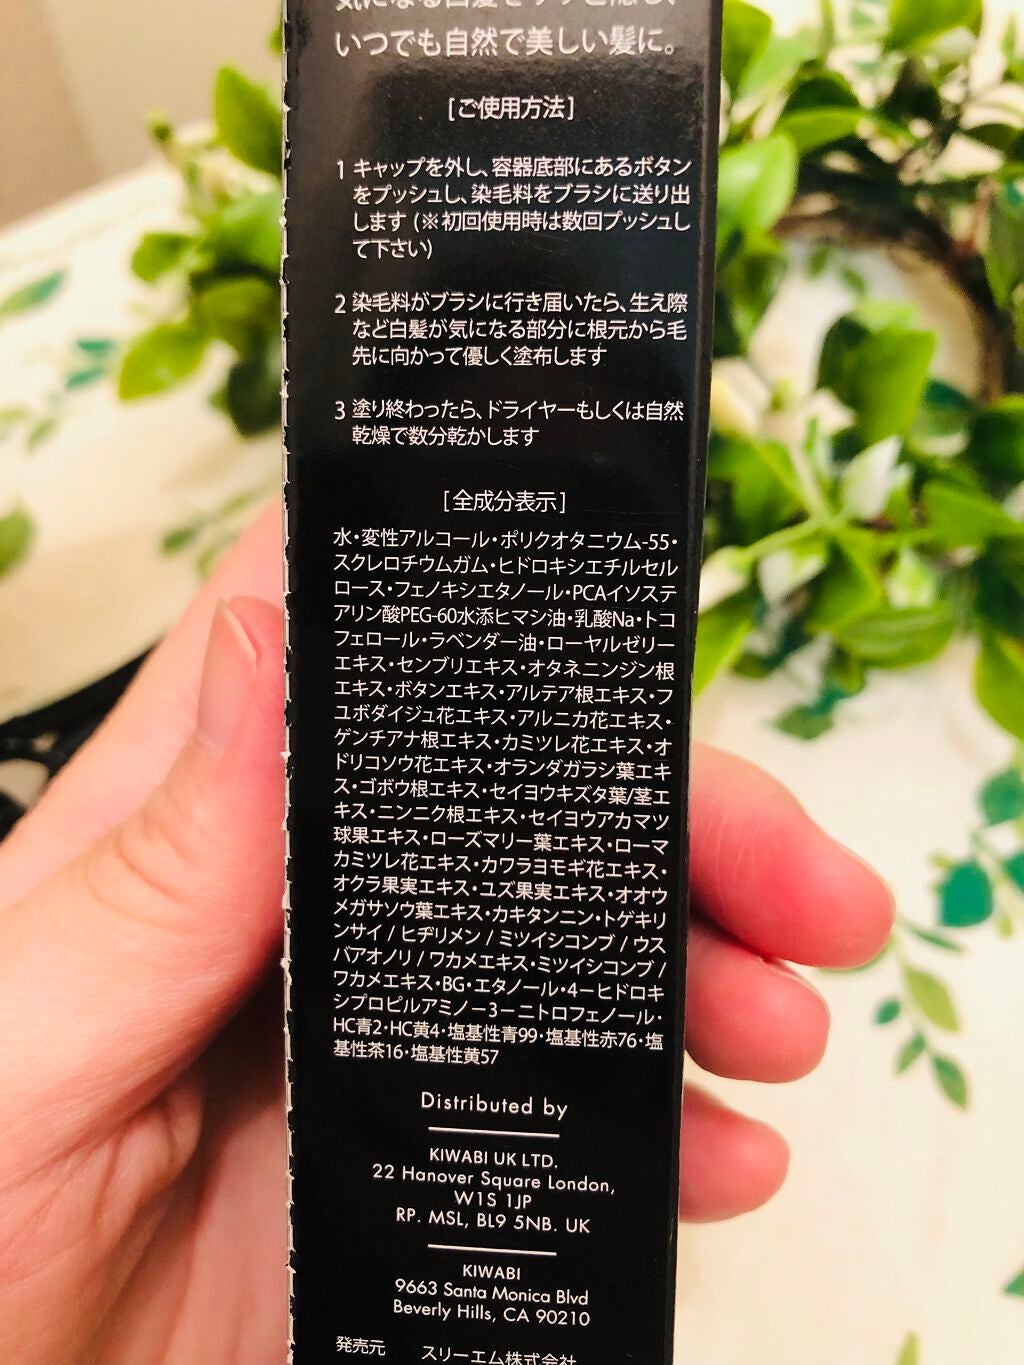 気になる白髪をサッと隠し、
いつでも自然で美しい髪に。
[ご使用方法]
1 キャップを外し、容器底部にあるボタン
をプッシュし、染毛料をブラシに送り出
します (※初回使用時は数回プッシュし
て下さい)
2 染毛料がブラシに行き届いたら、生え際
など白髪が気になる部分に根元から毛
先に向かって優しく塗布します
3 塗り終わったら、ドライヤーもしくは自然
乾燥で数分乾かします
[全成分表示]
水・変性アルコール・ポリクオタニウム-55・
スクレロチウムガム・ヒドロキシエチルセル
ロース・フェノキシエタノール・PCAイソステ
アリン酸PEG-60水添ヒマシ油・乳酸Na・トコ
フェロール・ラベンダー油・ローヤルゼリー
エキス・センブリエキス・オタネニンジン根
エキス・ボタンエキス・アルテア根エキス・フ
ユボダイジュ花エキス・アルニカ花エキス・
ゲンチアナ根エキス・カミツレ花エキス・オ
ドリコソウ花エキス・オランダガラシ葉エキ
ス・ゴボウ根エキス・セイヨウキズタ葉/茎エ
キス・ニンニク根エキス・セイヨウアカマツ
球果エキス・ローズマリー葉エキス・ローマ
カミツレ花エキス・カワラヨモギ花エキス・
オクラ果実エキス・ユズ果実エキス・オオウ
メガサソウ葉エキス・カキタンニン・トゲキリ
ンサイ / ヒヂリメン / ミツイシコンブ / ウス
バアオノリ / ワカメエキス・ミツイシコンブ /
ワカメエキス・BG・エタノール・4－ヒドロキ
シプロピルアミノ－3－ニトロフェノール・
HC青2・HC黄4・塩基性青99・塩基性赤76・塩
基性茶16・塩基性黄57
Distributed by
KIWABI UK LTD.
22 Hanover Square London,
W1S 1JP
RP. MSL, BL9 5NB. UK
KIWABI
9663 Santa Monica Blvd
Beverly Hills, CA 90210
発売元 スリーエム株式会社